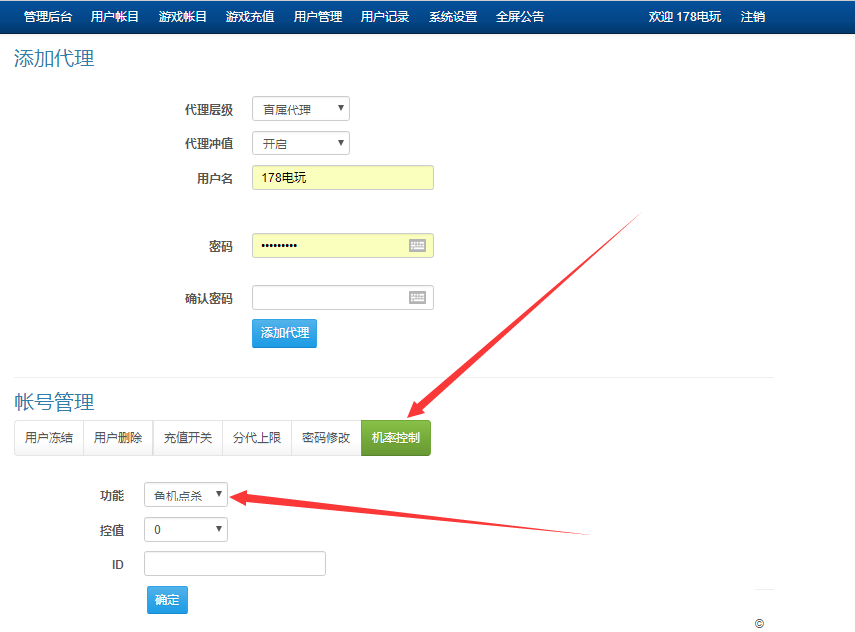 管理后台 用户帐目 游戏帐目 游戏充值 用户管理 用户记录 系统设置 全屏公告 欢迎 178电玩 注销
添加代理
代理层级 直属代理
代理冲值 开启
用户名 178电玩
密码 •••••••••
确认密码
添加代理
帐号管理
用户冻结 用户删除 充值开关 分代上限 密码修改 机率控制
功能 鱼机点杀
控值 0
ID
确定
©